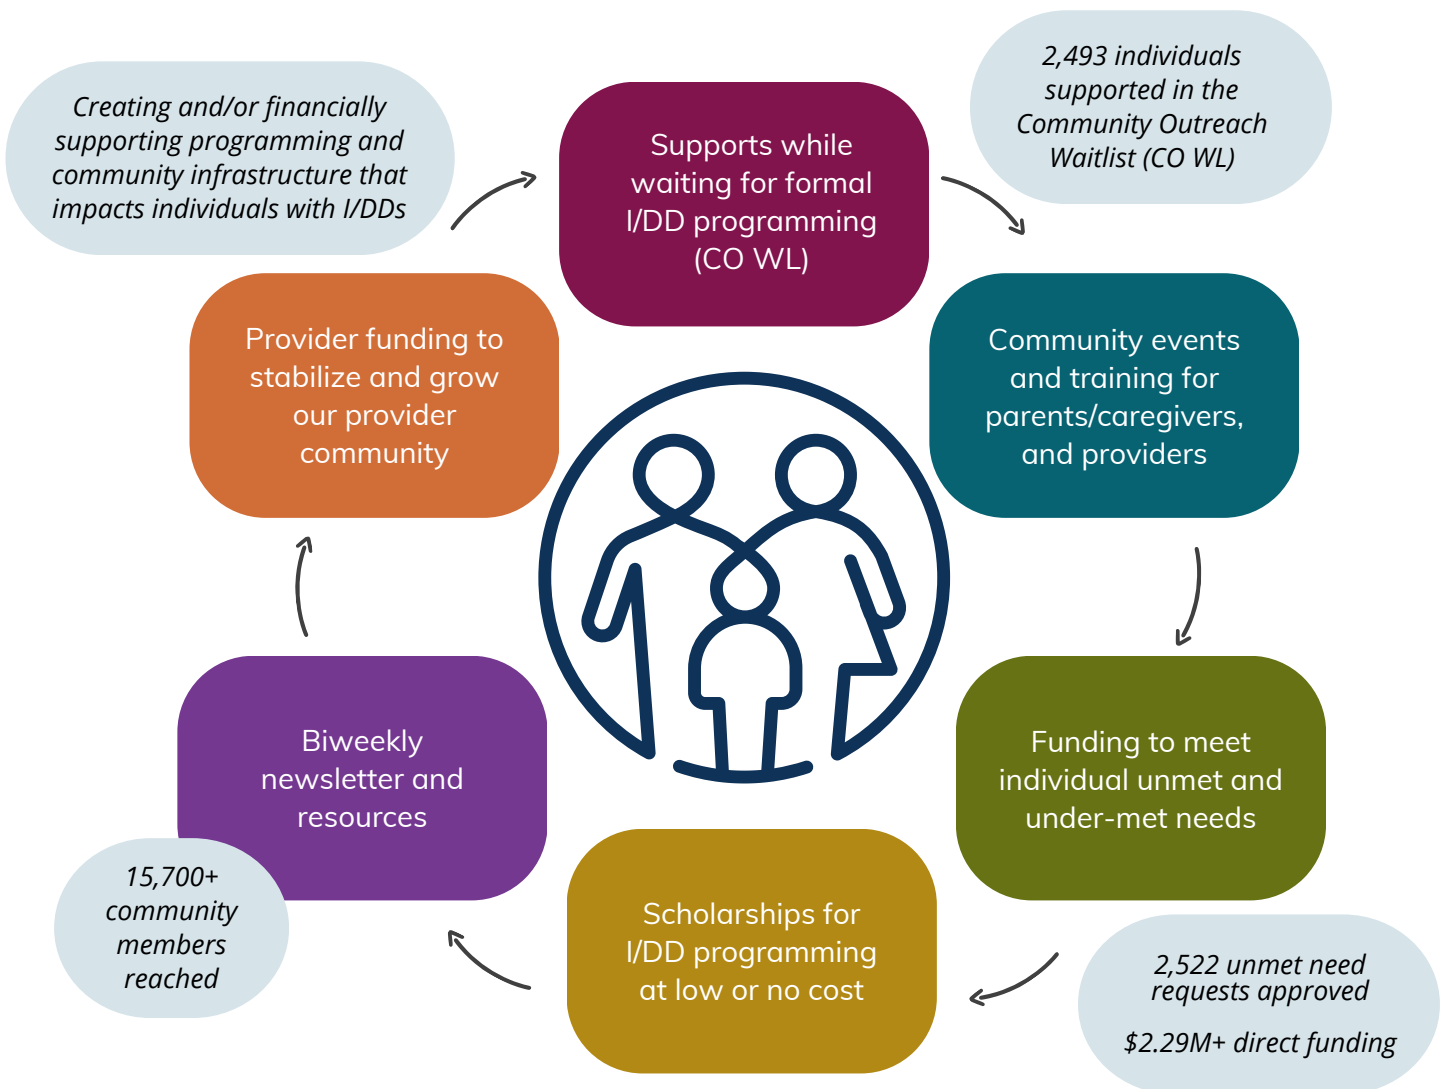 Creating and/or financially
supporting programming and
community infrastructure that
impacts individuals with I/DDs
Supports while
waiting for formal
I/DD programming
(CO WL)
2,493 individuals
supported in the
Community Outreach
Waitlist (CO WL)
Provider funding to
stabilize and grow
our provider
community
Community events
and training for
parents/caregivers,
and providers
Biweekly
newsletter and
resources
Funding to meet
individual unmet and
under-met needs
15,700+
community
members
reached
Scholarships for
I/DD programming
at low or no cost
2,522 unmet need
requests approved
$2.29M+ direct funding